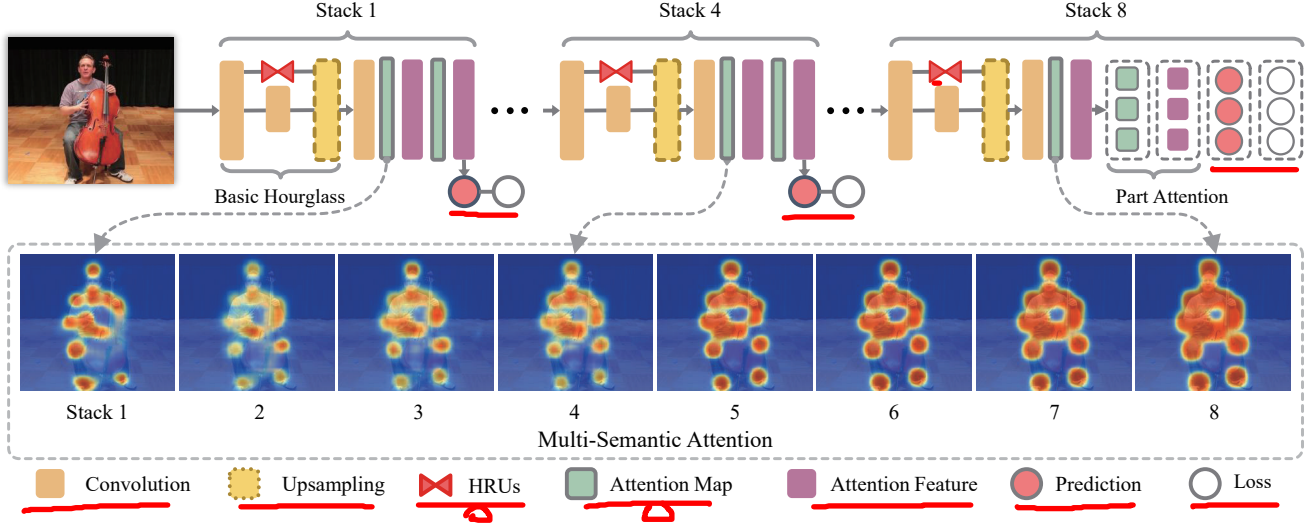 Stack 1 Stack 4 Stack 8
Basic Hourglass Part Attention
Stack 1 2 3 4 5 6 7 8
Multi-Semantic Attention
Convolution Upsampling HRUs Attention Map Attention Feature Prediction Loss